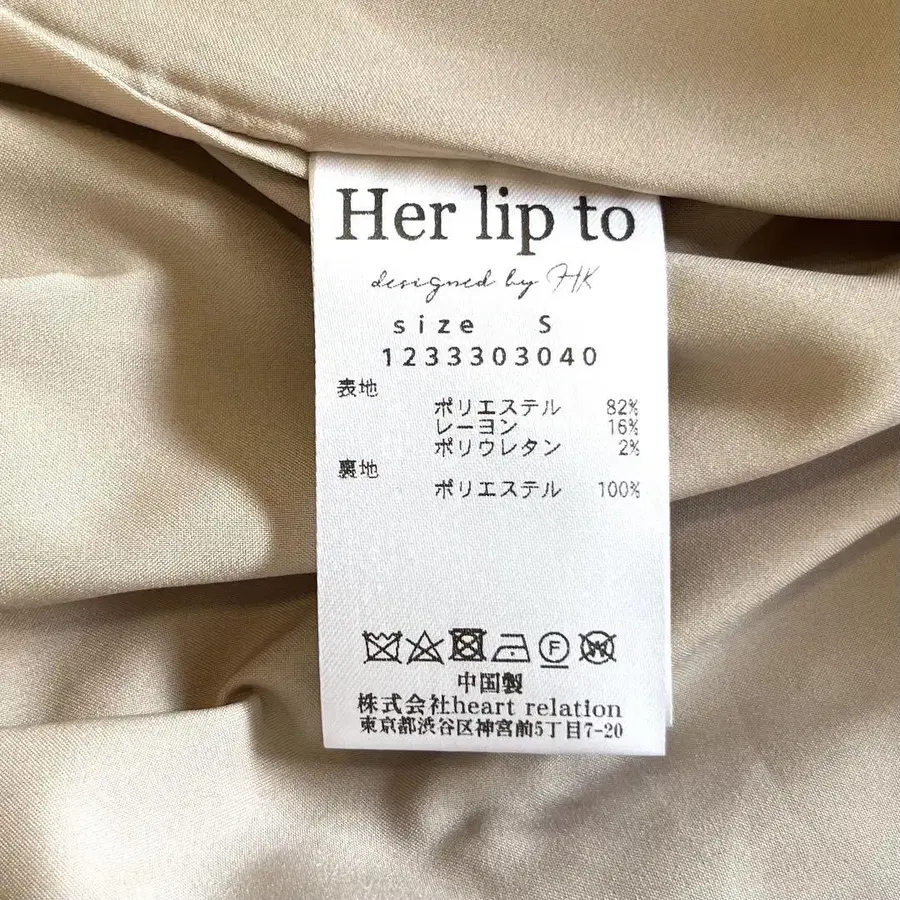 Her lip to
designed by HK
size S
1233303040
表地
ポリエステル 82%
レーヨン 16%
ポリウレタン 2%
裏地
ポリエステル 100%
F W
中国製
株式会社heart relation
東京都渋谷区神宮前5丁目7-20